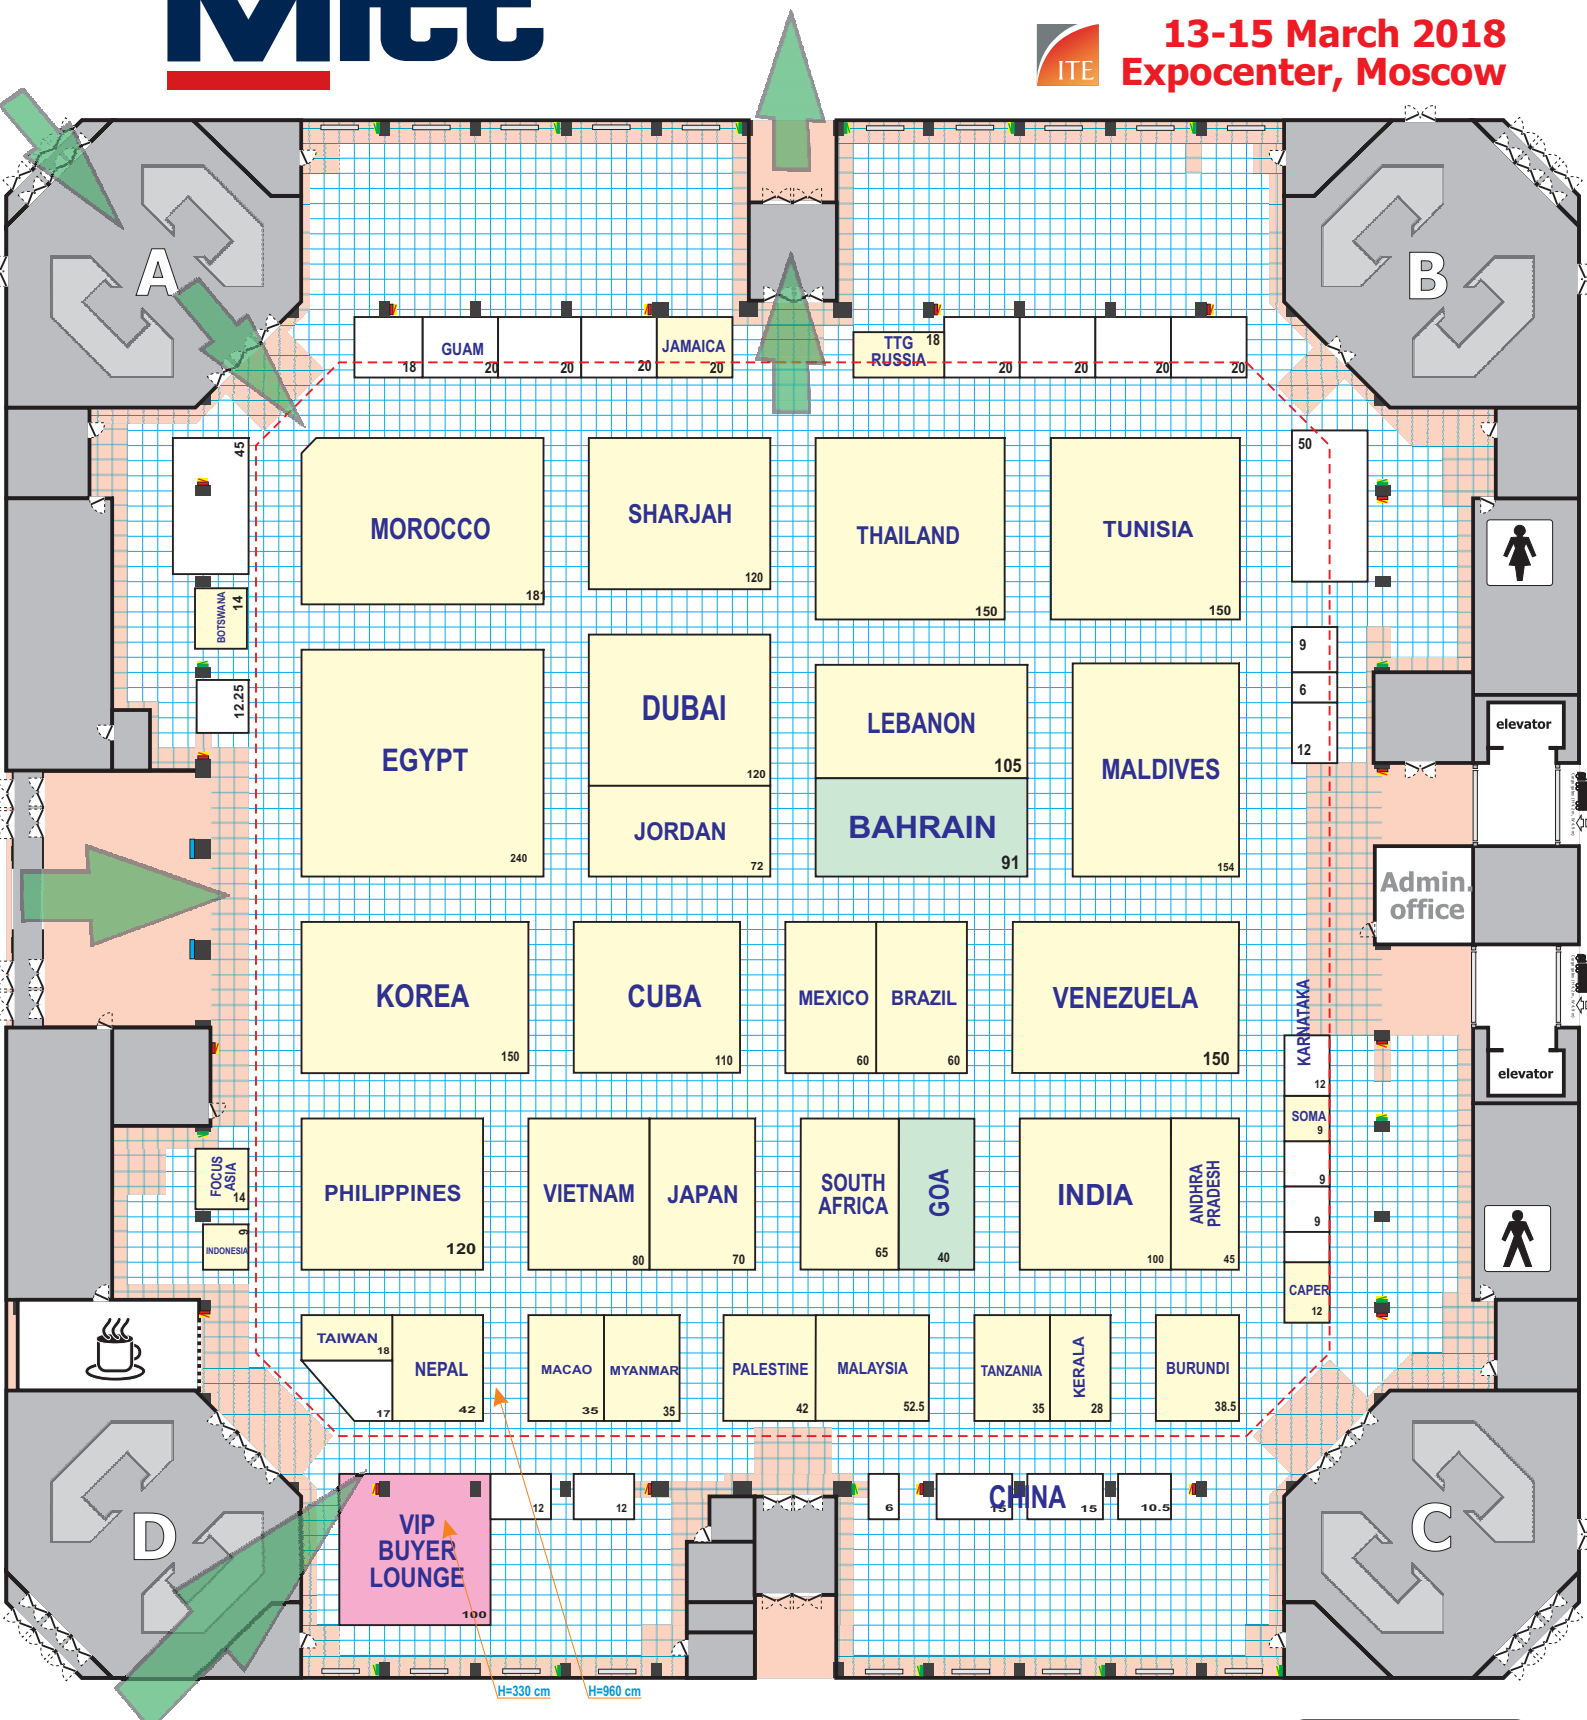 Mitt
13-15 March 2018
ITE
Expocenter, Moscow
A
B
18
GUAM
20
20
20
JAMAICA
20
TTG
RUSSIA
18
20
20
20
20
45
MOROCCO
181
SHARJAH
120
THAILAND
150
TUNISIA
150
50
BOTSWANA
14
12.25
EGYPT
240
DUBAI
120
JORDAN
72
LEBANON
105
BAHRAIN
91
MALDIVES
154
9
6
12
elevator
Admin.
office
KOREA
150
CUBA
110
MEXICO
60
BRAZIL
60
VENEZUELA
150
KARNATAKA
12
elevator
SOMA
9
9
9
CAPER
12
FOCUS
ASIA
14
9
INDONESIA
PHILIPPINES
120
VIETNAM
80
JAPAN
70
SOUTH
AFRICA
65
GOA
40
INDIA
100
ANDHRA
PRADESH
45
TAIWAN
18
17
NEPAL
42
MACAO
35
MYANMAR
35
PALESTINE
42
MALAYSIA
52.5
TANZANIA
35
KERALA
28
BURUNDI
38.5
D
VIP
BUYER
LOUNGE
100
12
12
6
CHINA
15
15
10.5
C
H=330 cm
H=960 cm